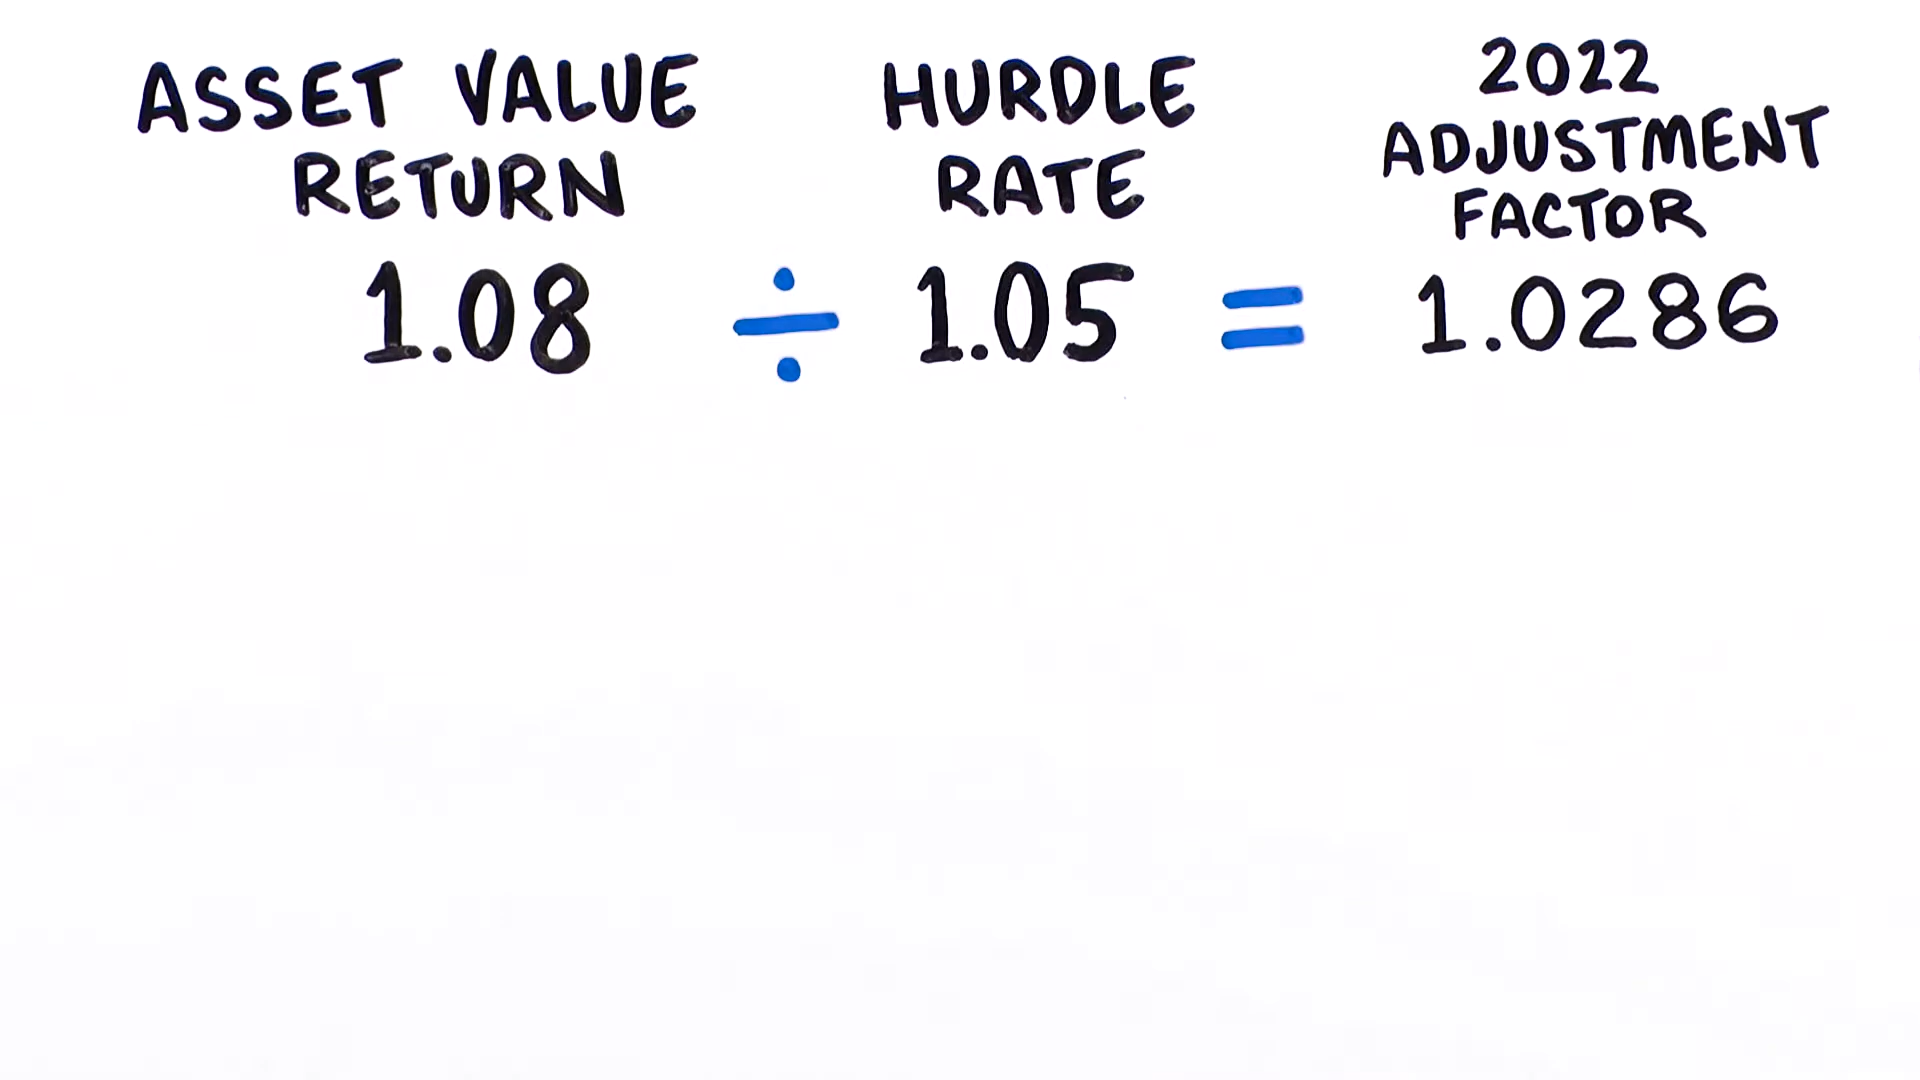 ASSET VALUE
RETURN
HURDLE
RATE
2022
ADJUSTMENT
FACTOR
1.08 ÷ 1.05 = 1.0286